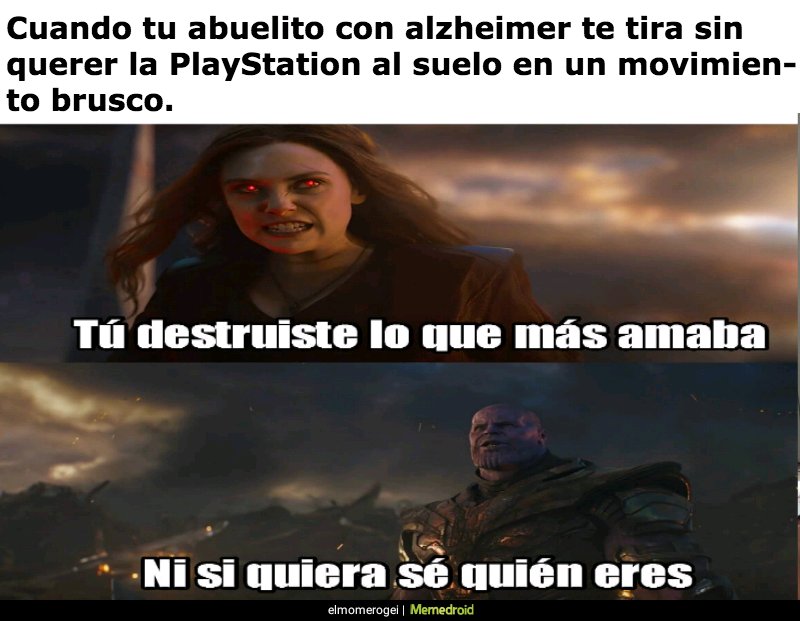 Cuando tu abuelito con alzheimer te tira sin
querer la PlayStation al suelo en un movimien-
to brusco.
Tú destruiste lo que más amaba
Ni si quiera sé quién eres
elmomerogei | Memedroid